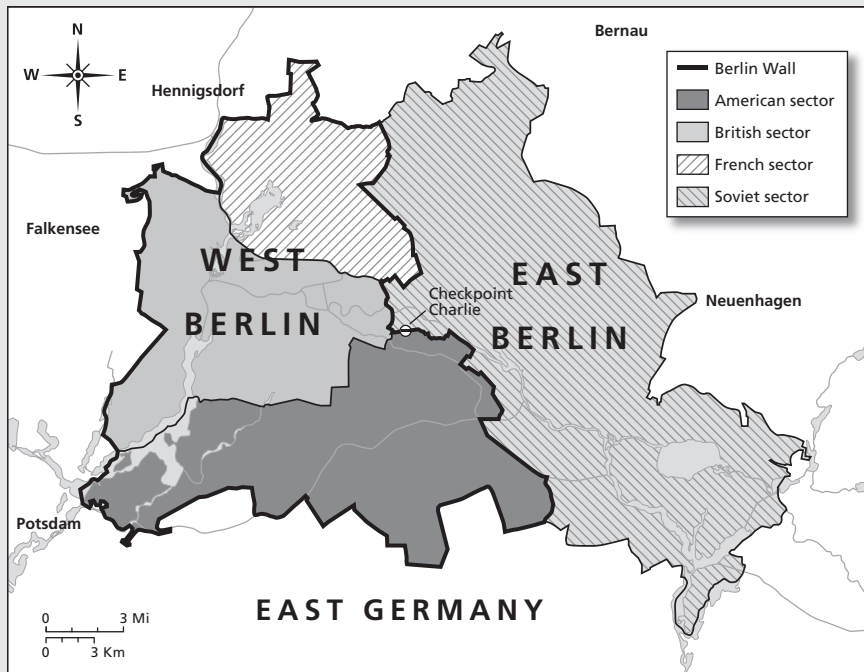 N
W E
S
Bernau
Hennigsdorf
Berlin Wall
American sector
British sector
French sector
Soviet sector
Falkensee
WEST
BERLIN
EAST
BERLIN
Checkpoint
Charlie
Neuenhagen
Potsdam
EAST GERMANY
0 3 Mi
0 3 Km